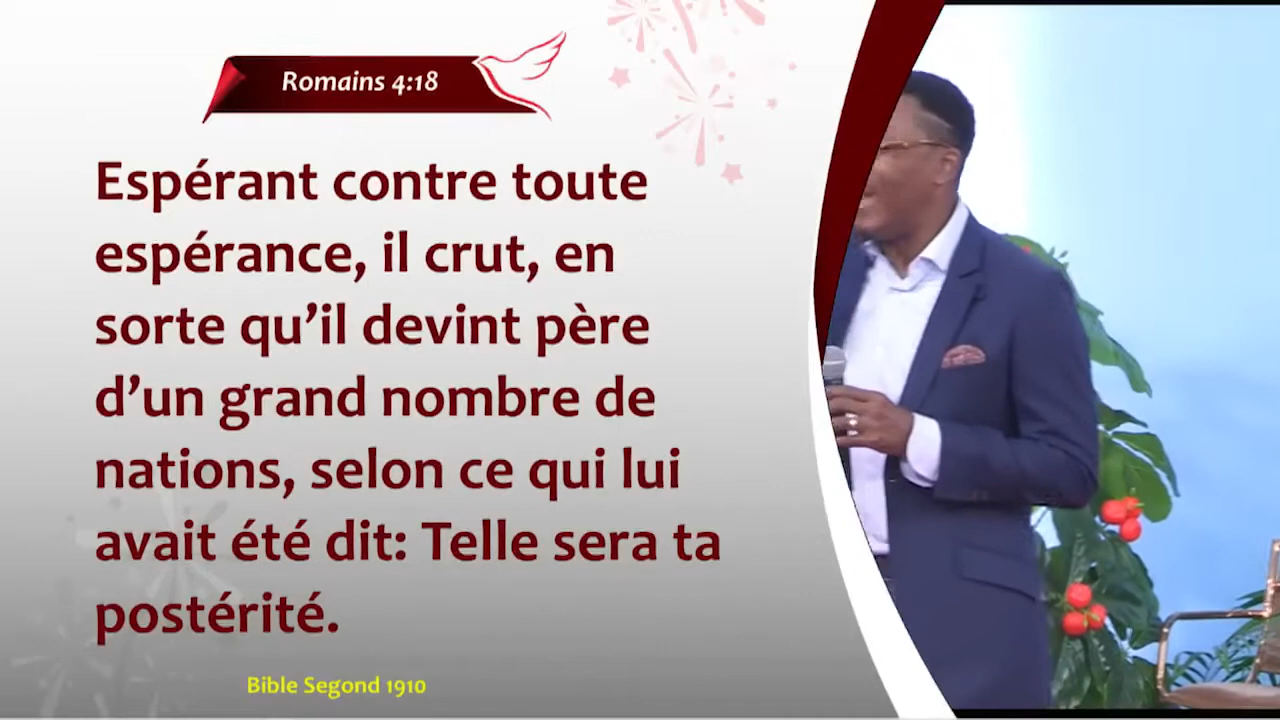 Romains 4:18
Espérant contre toute
espérance, il crut, en
sorte qu’il devint père
d’un grand nombre de
nations, selon ce qui lui
avait été dit: Telle sera ta
postérité.
Bible Segond 1910